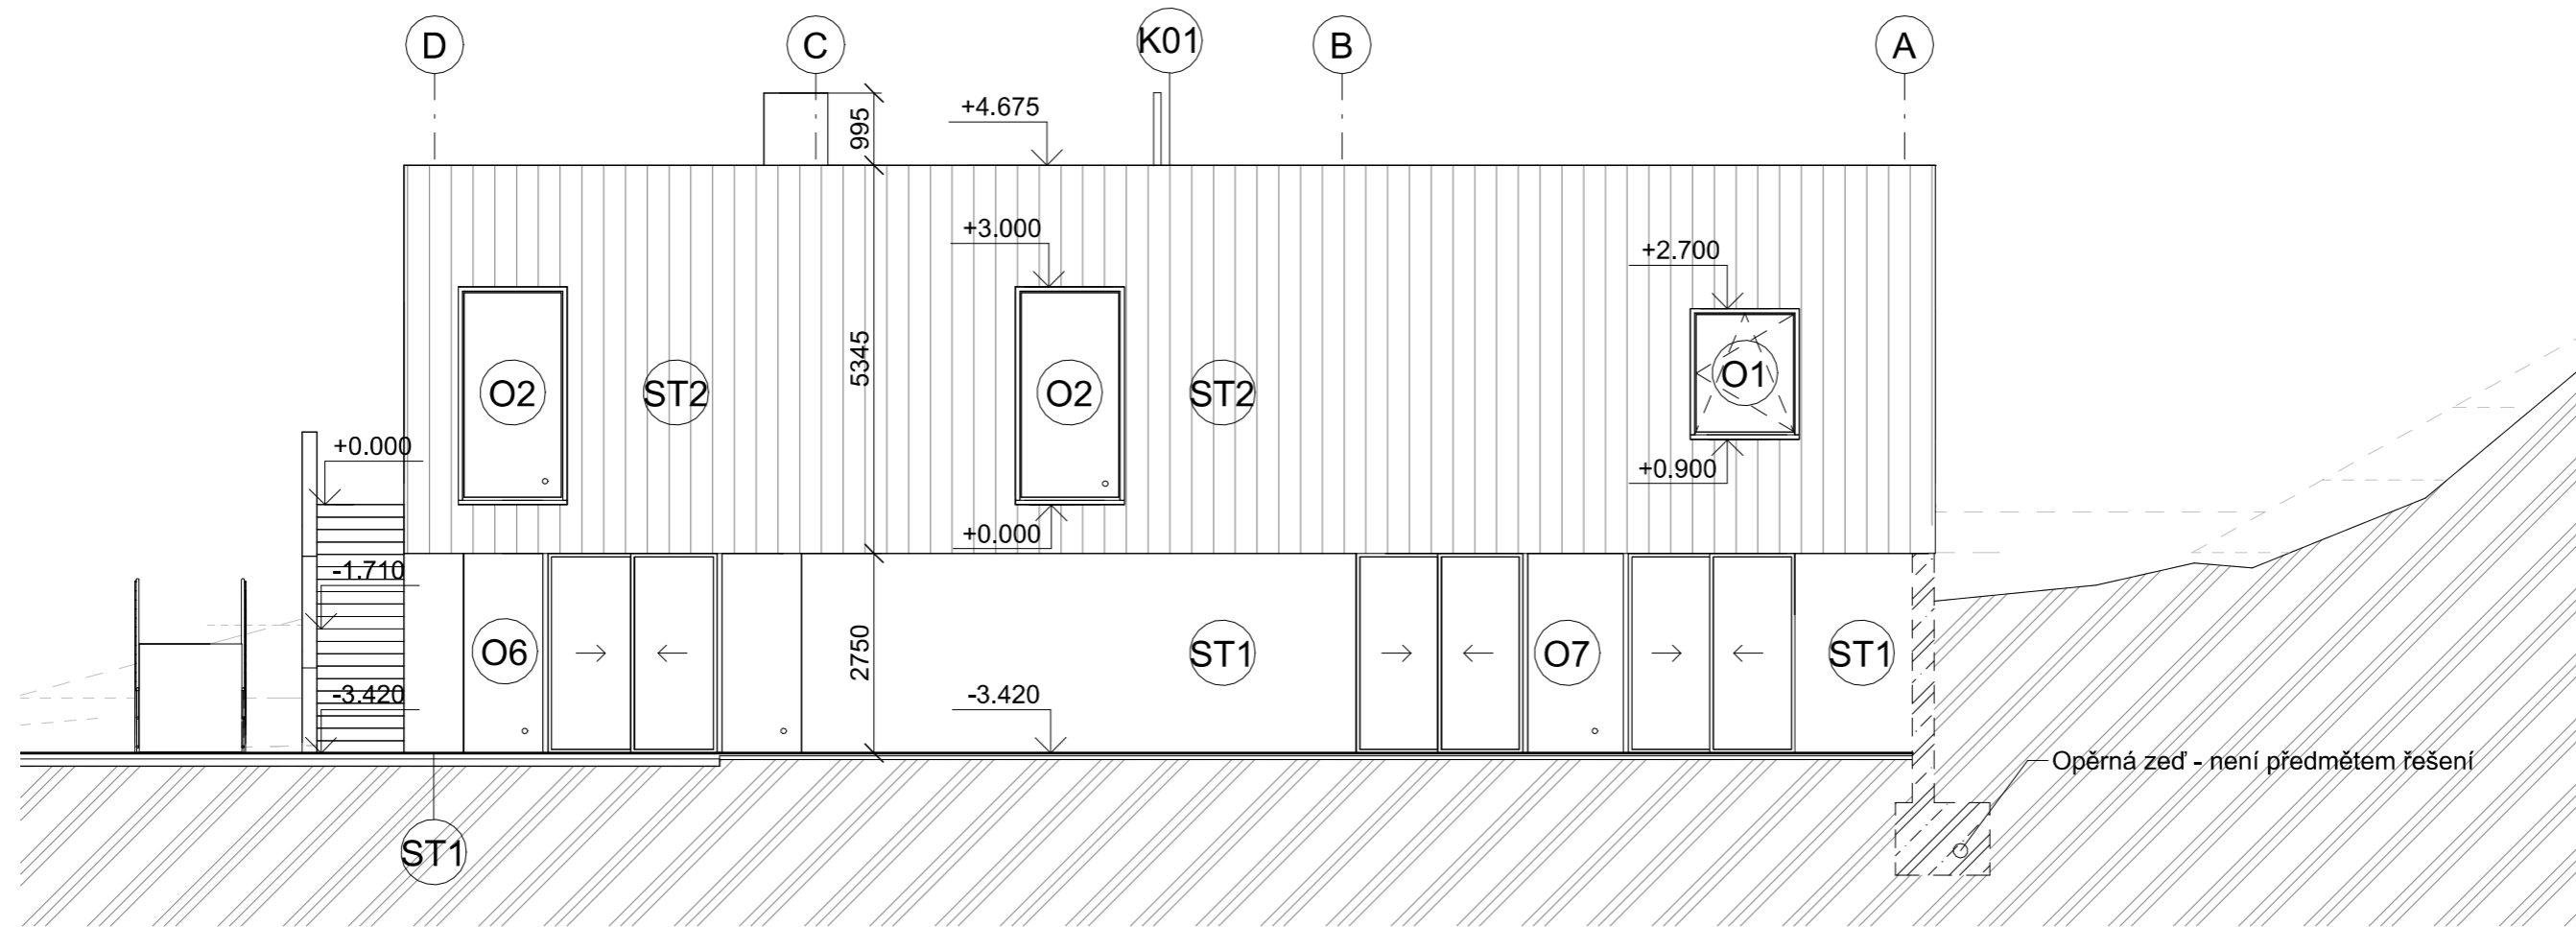 D
C
K01
B
A
995
+4.675
+3.000
+2.700
5345
O2
ST2
O2
ST2
O1
+0.000
+0.900
+0.000
-1.710
2750
O6
ST1
O7
ST1
-3.420
-3.420
Opěrná zeď - není předmětem řešení
ST1